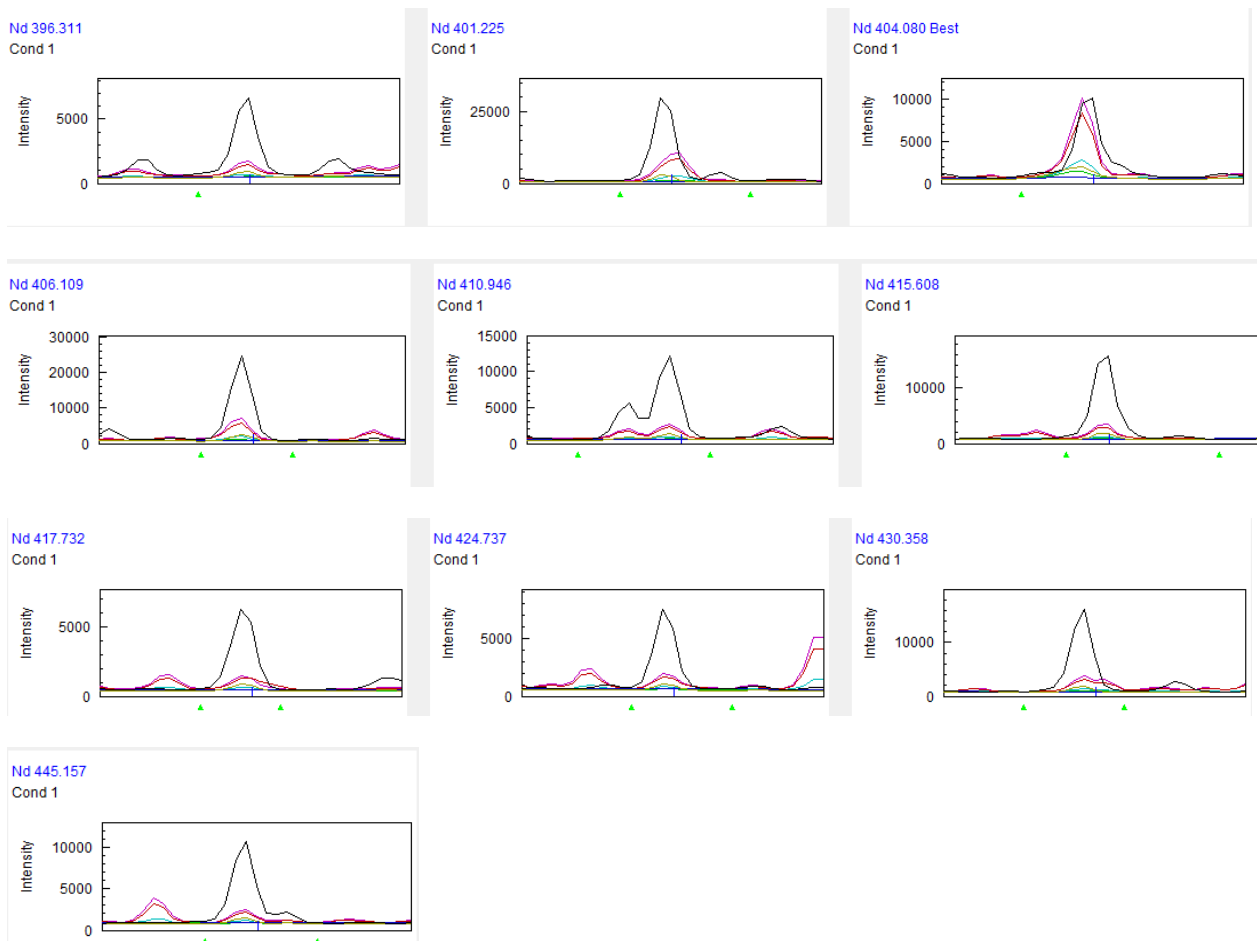 Nd 396.311
Cond 1
Intensity
5000
0
Nd 401.225
Cond 1
Intensity
25000
0
Nd 404.080 Best
Cond 1
Intensity
10000
5000
0
Nd 406.109
Cond 1
Intensity
30000
20000
10000
0
Nd 410.946
Cond 1
Intensity
15000
10000
5000
0
Nd 415.608
Cond 1
Intensity
10000
0
Nd 417.732
Cond 1
Intensity
5000
0
Nd 424.737
Cond 1
Intensity
5000
0
Nd 430.358
Cond 1
Intensity
10000
0
Nd 445.157
Cond 1
Intensity
10000
5000
0